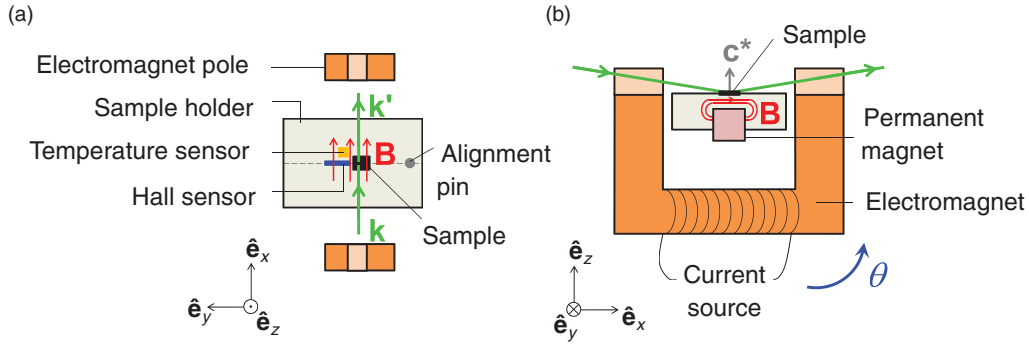 (a)
Electromagnet pole
Sample holder
k'
Temperature sensor
B
Alignment
pin
Hall sensor
k
Sample
ê_x
ê_y
ê_z
(b)
Sample
c*
B
Permanent
magnet
Electromagnet
ê_z
Current
source
θ
ê_y
ê_x